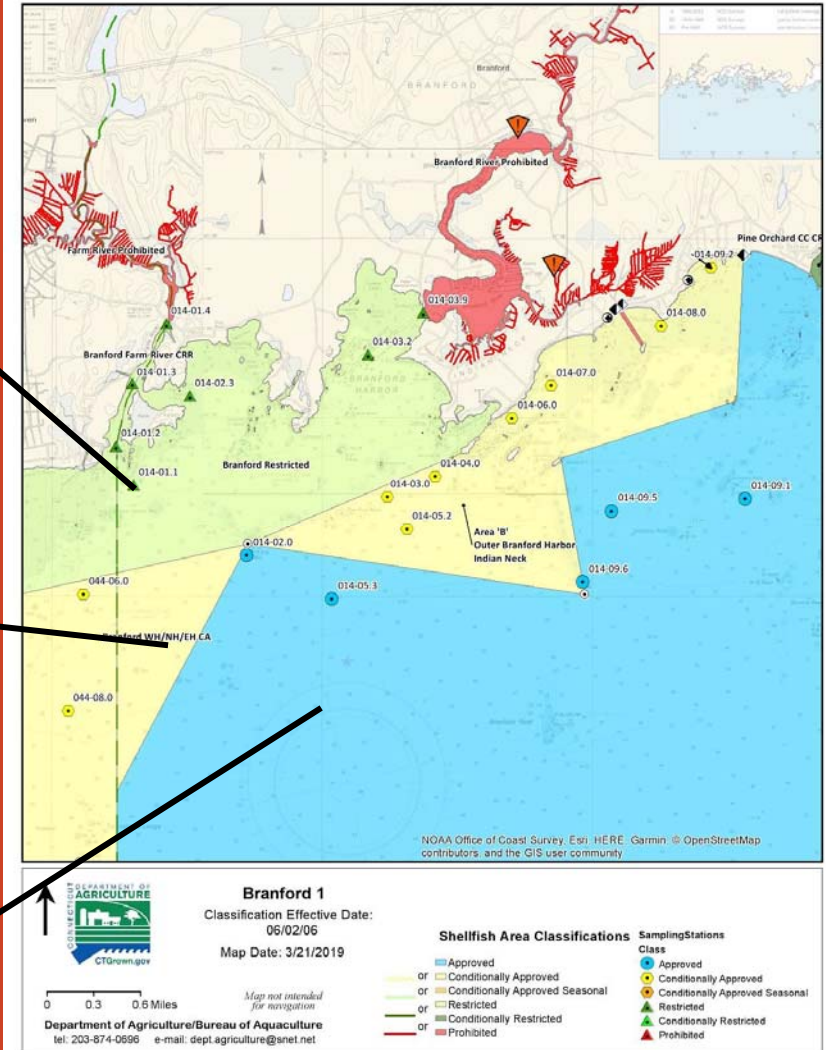 Branford
BRANFORD
Branford River Prohibited
Pine Orchard CC CR
Farm River Prohibited
-014-09.2
014-03.9
014-01.4
014-08.0
014-03.2
Branford Farm River CRR
014-01.3
014-02.3
BRANFORD
HARBOR
014-07.0
014-06.0
014-01.2
Branford Restricted
014-01.1
014-04.0
014-03.0
014-09.5
014-09.1
014-05.2
Area 'B'
Outer Branford Harbor
Indian Neck
014-02.0
014-09.6
044-06.0
014-05.3
Branford WH/NH/EH CA
044-08.0
NOAA Office of Coast Survey, Esri, HERE, Garmin, © OpenStreetMap
contributors, and the GIS user community
CONNECTICUT DEPARTMENT OF
AGRICULTURE
CTGrown.gov
Branford 1
Classification Effective Date:
06/02/06
Map Date: 3/21/2019
0 0.3 0.6 Miles
Map not intended
for navigation
Department of Agriculture/Bureau of Aquaculture
tel: 203-874-0696 e-mail: dept.agriculture@snet.net
Shellfish Area Classifications
Approved
or Conditionally Approved
or Conditionally Approved Seasonal
or Restricted
or Conditionally Restricted
or Prohibited
SamplingStations
Class
Approved
Conditionally Approved
Conditionally Approved Seasonal
Restricted
Conditionally Restricted
Prohibited